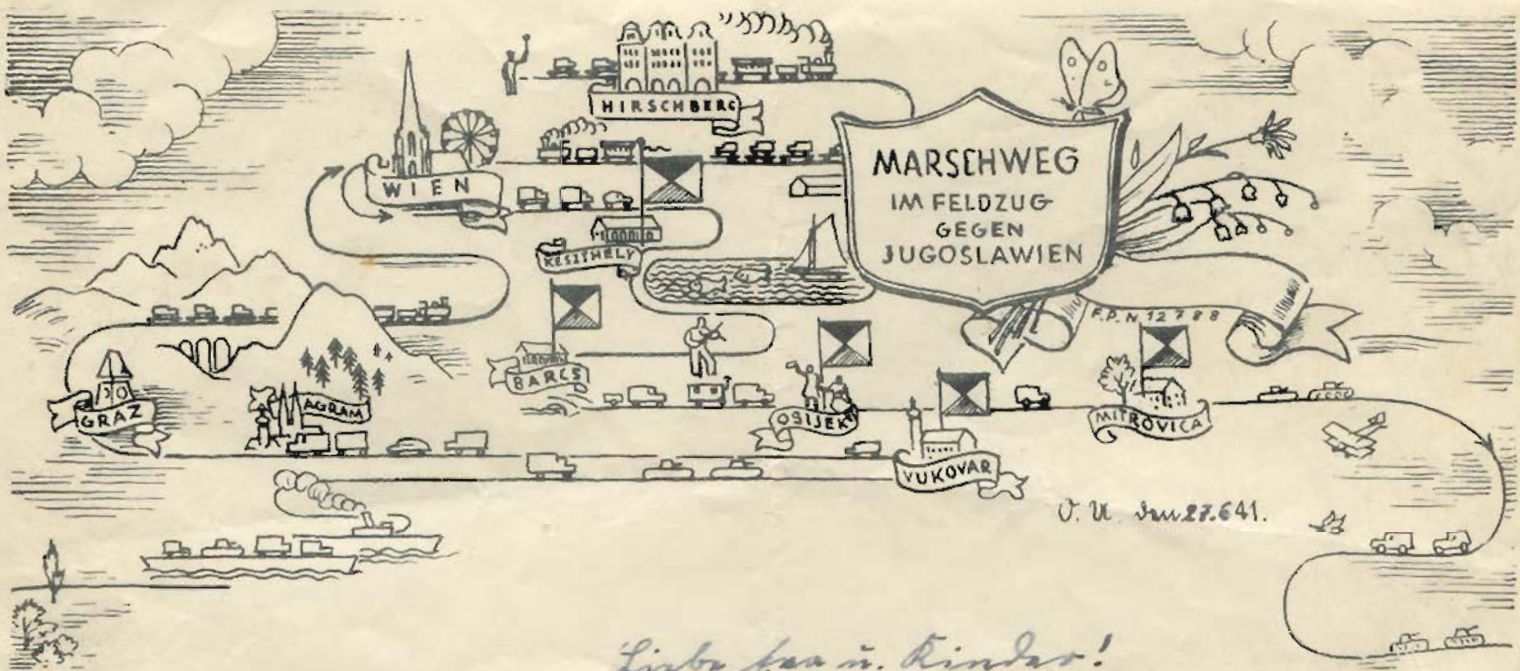 HIRSCHBERG
MARSCHWEG
IM FELDZUG
GEGEN
JUGOSLAWIEN
WIEN
KESZTHELY
F.P.N 12788
BARCS
GRAZ
AGRAM
OSIJEK
MITROVICA
VUKOVAR
O. U. den 27.6 41.
Liebe u. Kinder!